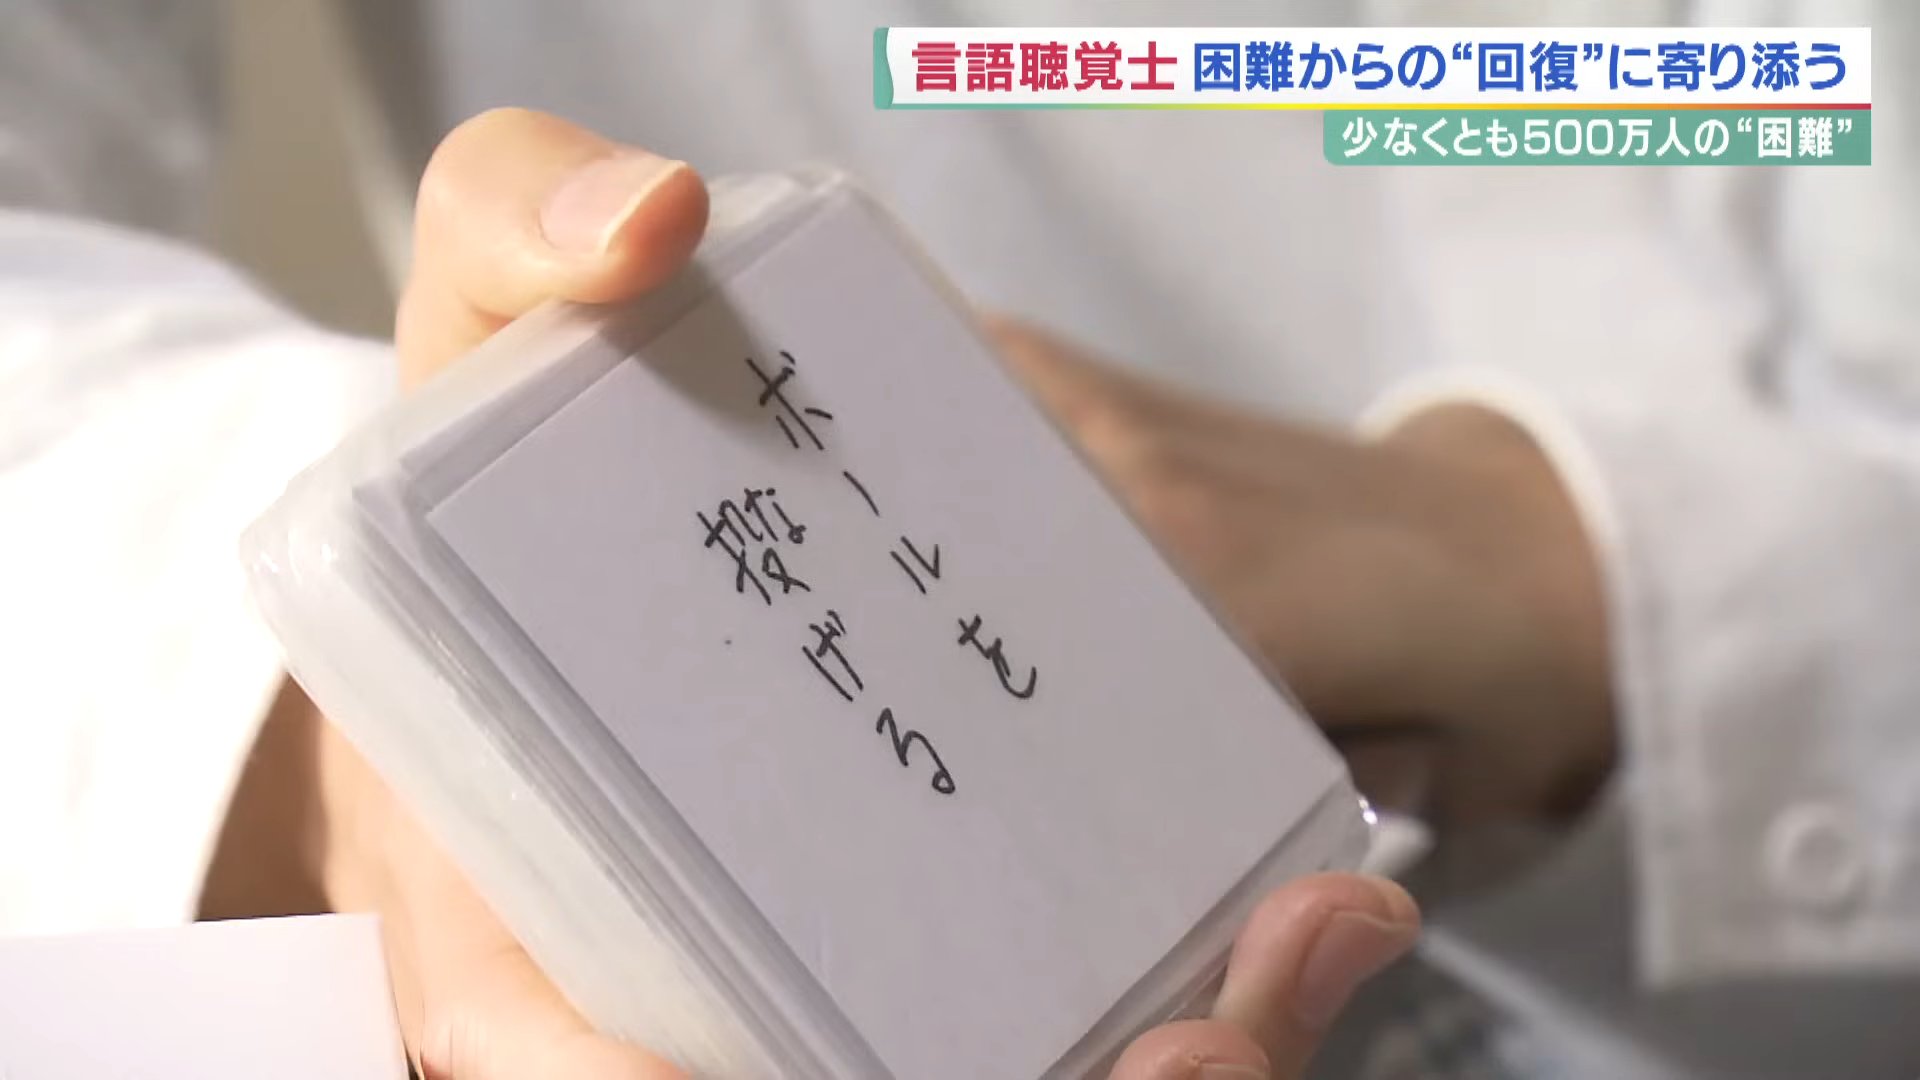 言語聴覚士 困難からの“回復”に寄り添う
少なくとも500万人の“困難”
ボールを
投げる
な